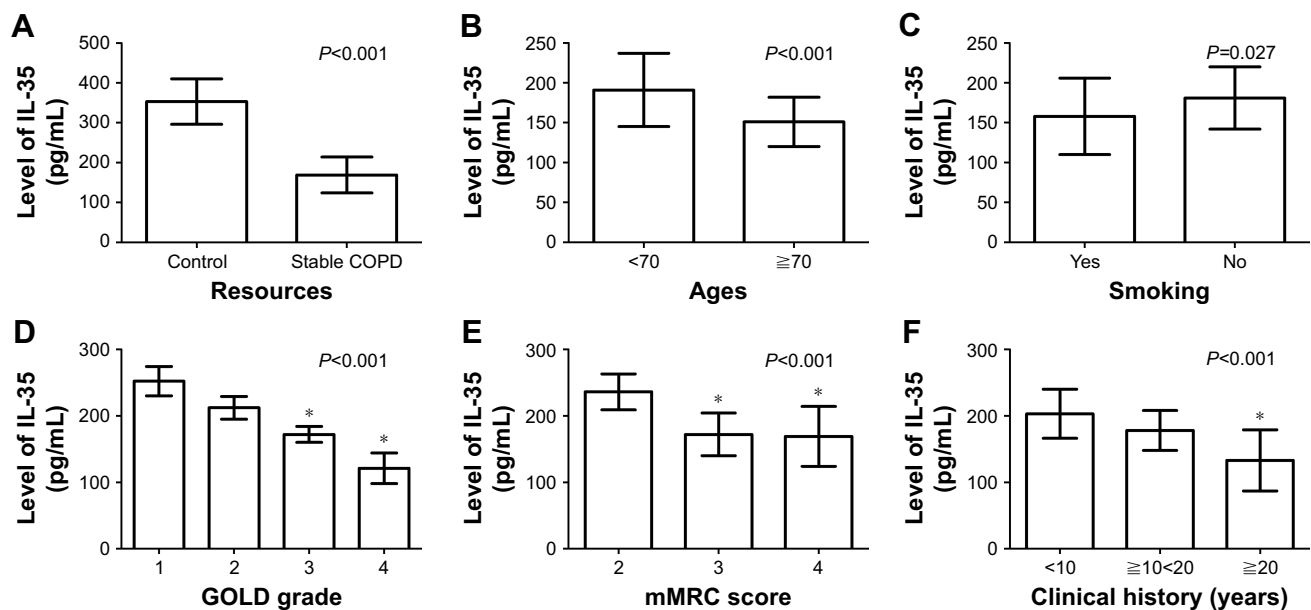 A
Level of IL-35
(pg/mL)
500
400
300
200
100
0
P<0.001
Control
Stable COPD
Resources
B
Level of IL-35
(pg/mL)
250
200
150
100
50
0
P<0.001
<70
≧70
Ages
C
Level of IL-35
(pg/mL)
250
200
150
100
50
0
P=0.027
Yes
No
Smoking
D
Level of IL-35
(pg/mL)
300
200
100
0
P<0.001
*
*
1
2
3
4
GOLD grade
E
Level of IL-35
(pg/mL)
300
200
100
0
P<0.001
*
*
2
3
4
mMRC score
F
Level of IL-35
(pg/mL)
300
200
100
0
P<0.001
*
<10
≧10<20
≧20
Clinical history (years)